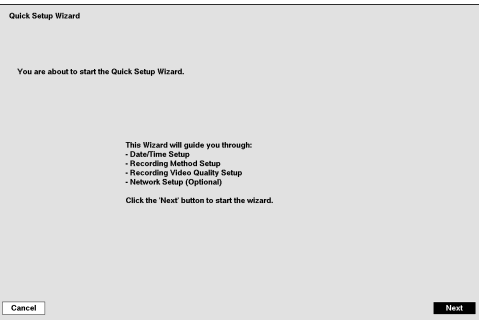 Quick Setup Wizard
You are about to start the Quick Setup Wizard.
This Wizard will guide you through:
- Date/Time Setup
- Recording Method Setup
- Recording Video Quality Setup
- Network Setup (Optional)
Click the 'Next' button to start the wizard.
Cancel
Next